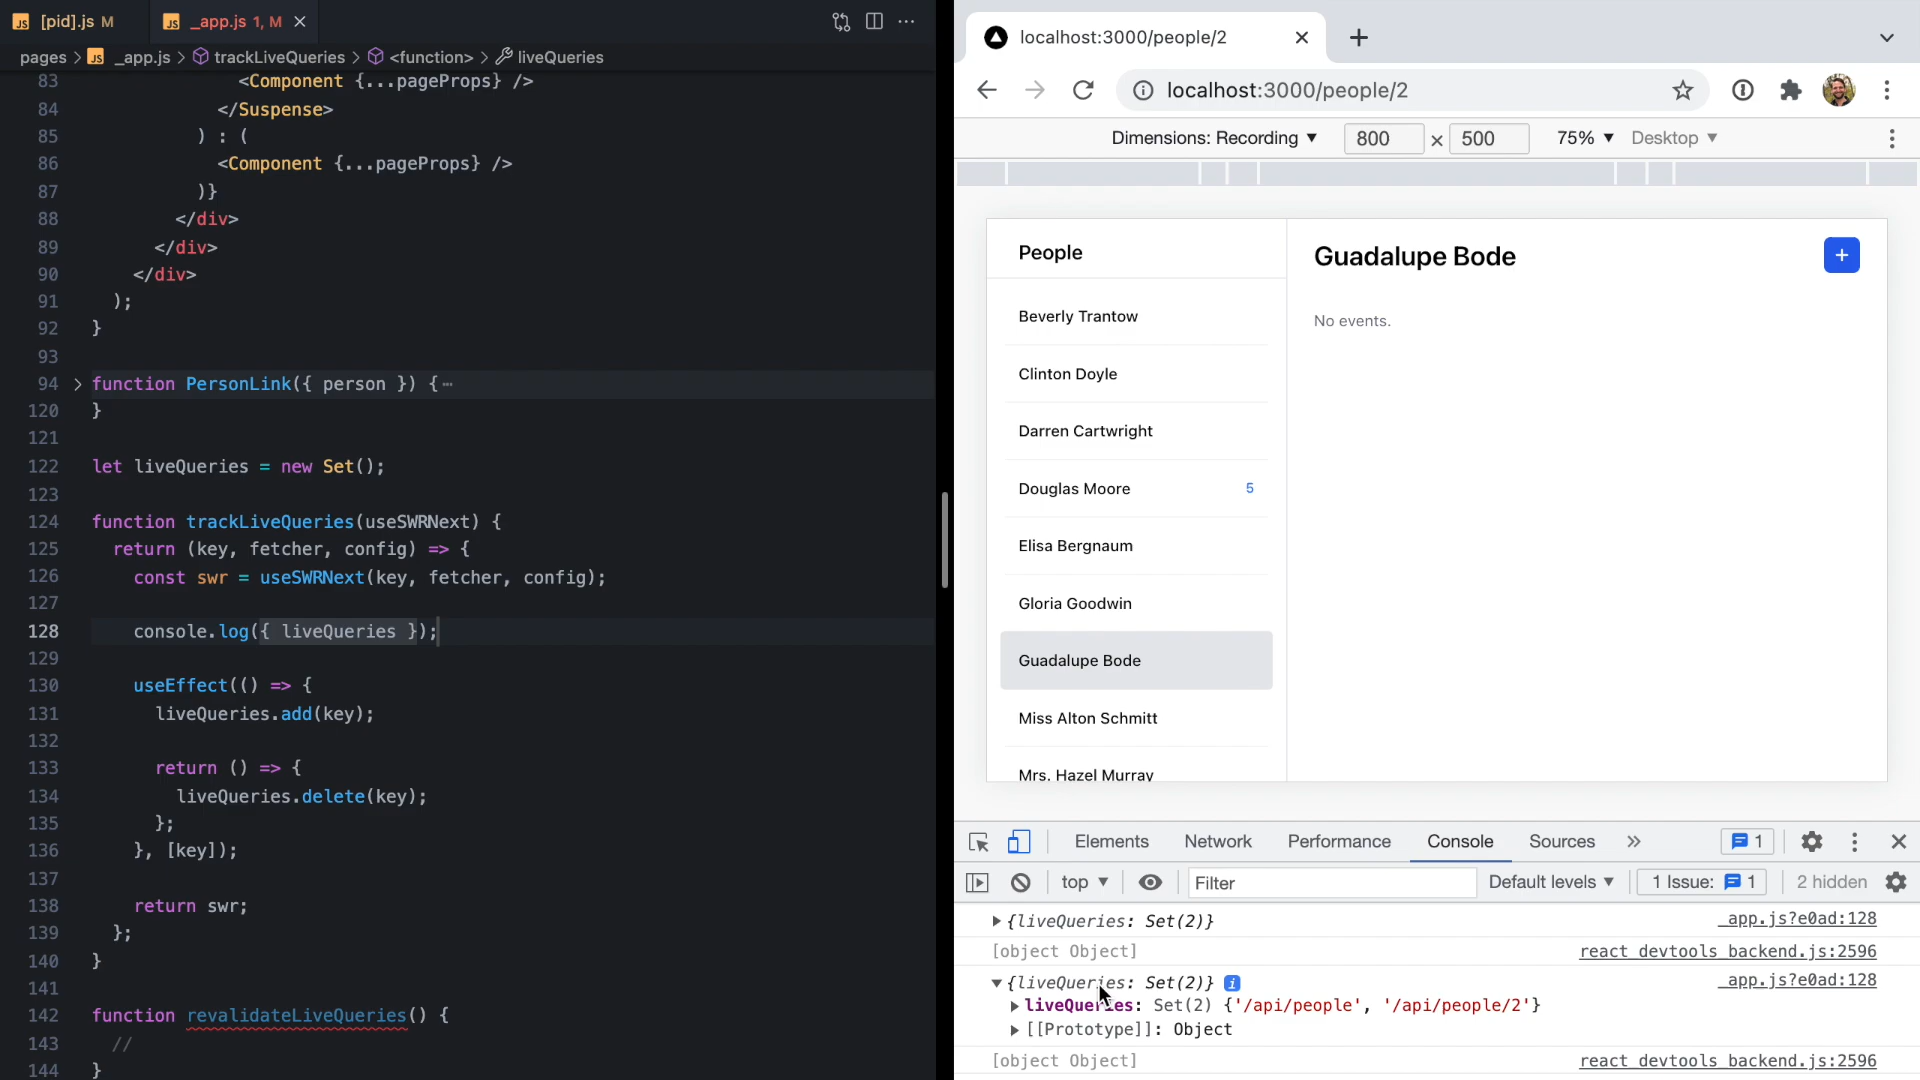 JS [pid].js M
JS _app.js 1, M
pages > JS _app.js > trackLiveQueries > <function> > liveQueries
83 <Component {...pageProps} />
84 </Suspense>
85 ) : (
86 <Component {...pageProps} />
87 )}
88 </div>
89 </div>
90 </div>
91 );
92 }
93
94 > function PersonLink({ person }) {⋯
120 }
121
122 let liveQueries = new Set();
123
124 function trackLiveQueries(useSWRNext) {
125 return (key, fetcher, config) => {
126 const swr = useSWRNext(key, fetcher, config);
127
128 console.log({ liveQueries });
129
130 useEffect(() => {
131 liveQueries.add(key);
132
133 return () => {
134 liveQueries.delete(key);
135 };
136 }, [key]);
137
138 return swr;
139 };
140 }
141
142 function revalidateLiveQueries() {
143 //
144 }
localhost:3000/people/2
localhost:3000/people/2
Dimensions: Recording ▼ 800 × 500 75% ▼ Desktop ▼
People
Beverly Trantow
Clinton Doyle
Darren Cartwright
Douglas Moore 5
Elisa Bergnaum
Gloria Goodwin
Guadalupe Bode
Miss Alton Schmitt
Mrs. Hazel Murray
Guadalupe Bode +
No events.
Elements Network Performance Console Sources » 1
top ▼ Filter Default levels ▼ 1 Issue: 1 2 hidden
▶ {liveQueries: Set(2)} _app.js?e0ad:128
[object Object] react_devtools_backend.js:2596
▼ {liveQueries: Set(2)} i _app.js?e0ad:128
▶ liveQueries: Set(2) {'/api/people', '/api/people/2'}
▶ [[Prototype]]: Object
[object Object] react_devtools_backend.js:2596